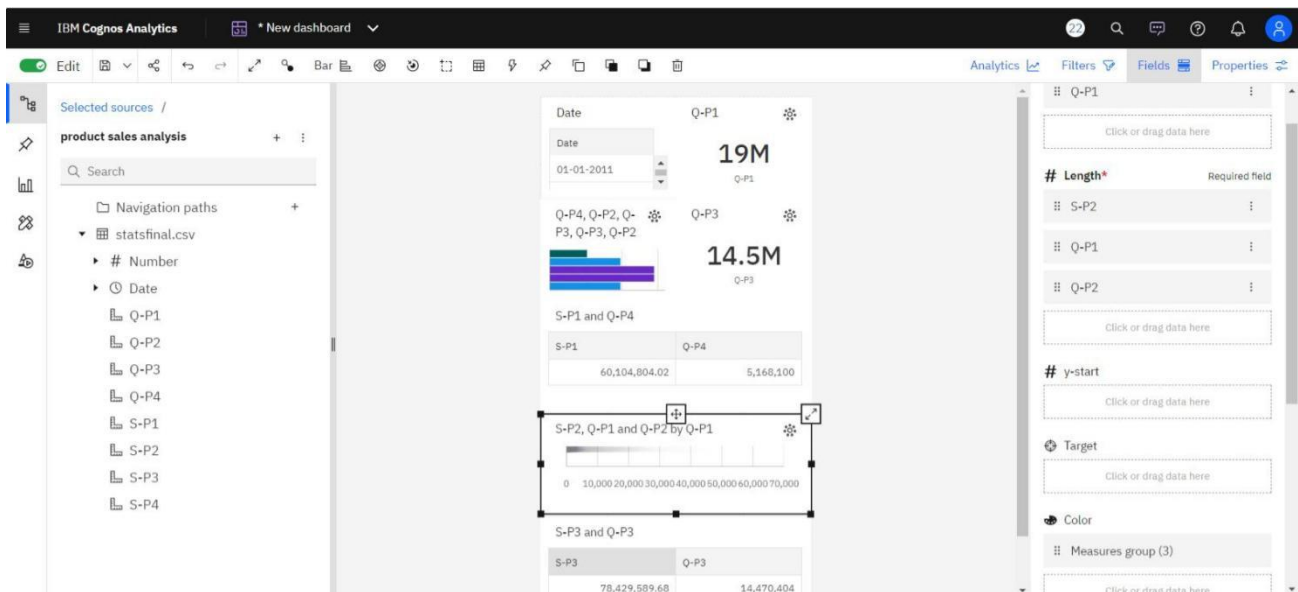 IBM Cognos Analytics
* New dashboard
22
Edit
Bar
Analytics
Filters
Fields
Properties
Selected sources /
product sales analysis
Search
Navigation paths
statsfinal.csv
# Number
Date
Q-P1
Q-P2
Q-P3
Q-P4
S-P1
S-P2
S-P3
S-P4
Date
Date
01-01-2011
Q-P1
19M
Q-P1
Q-P4, Q-P2, Q-
P3, Q-P3, Q-P2
Q-P3
14.5M
Q-P3
S-P1 and Q-P4
S-P1 Q-P4
60,104,804.02 5,168,100
S-P2, Q-P1 and Q-P2 by Q-P1
0 10,000 20,000 30,000 40,000 50,000 60,000 70,000
S-P3 and Q-P3
S-P3 Q-P3
78,429,589.68 14,470,404
Q-P1
Click or drag data here
# Length* Required field
S-P2
Q-P1
Q-P2
Click or drag data here
# y-start
Click or drag data here
Target
Click or drag data here
Color
Measures group (3)
Click or drag data here